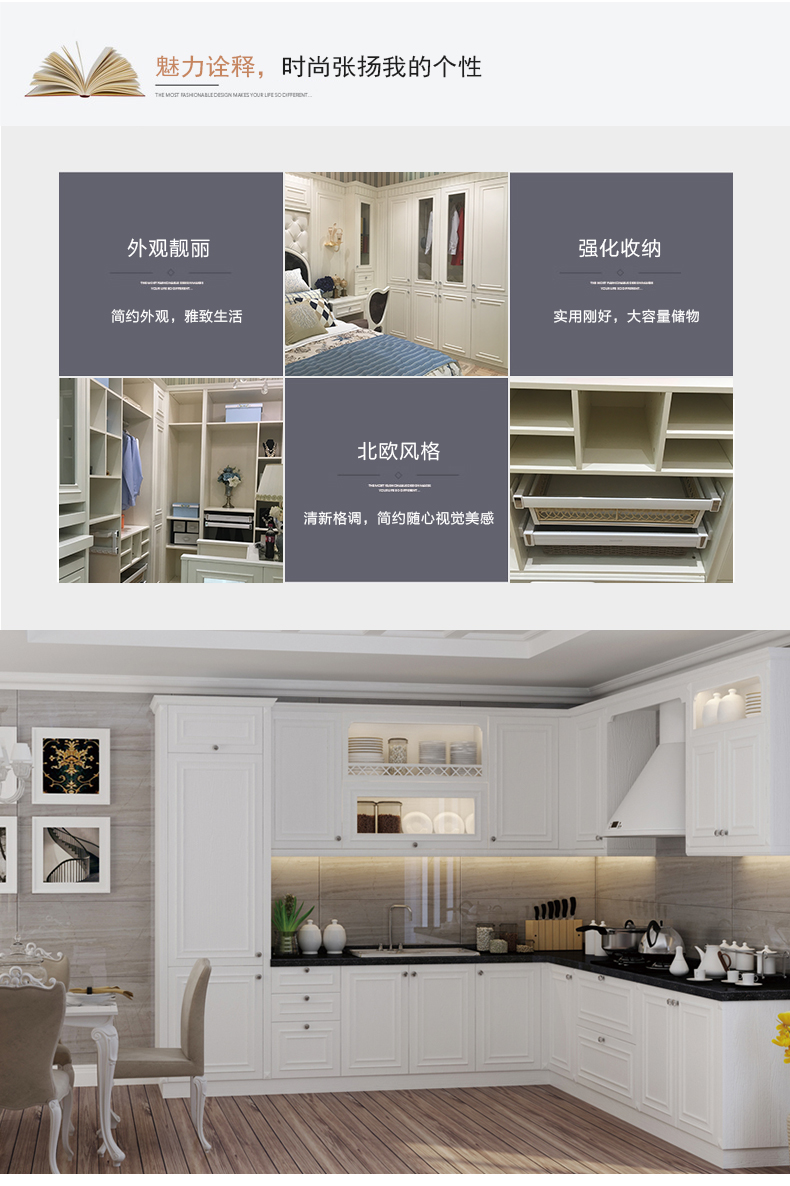 魅力诠释，时尚张扬我的个性
THE MOST FASHIONABLE DESIGN MAKES YOUR LIFE SO DIFFERENT...
外观靓丽
THE MOST FASHIONABLE DESIGN MAKES
YOUR LIFE SO DIFFERENT...
简约外观，雅致生活
强化收纳
THE MOST FASHIONABLE DESIGN MAKES
YOUR LIFE SO DIFFERENT...
实用刚好，大容量储物
北欧风格
THE MOST FASHIONABLE DESIGN MAKES
YOUR LIFE SO DIFFERENT...
清新格调，简约随心视觉美感